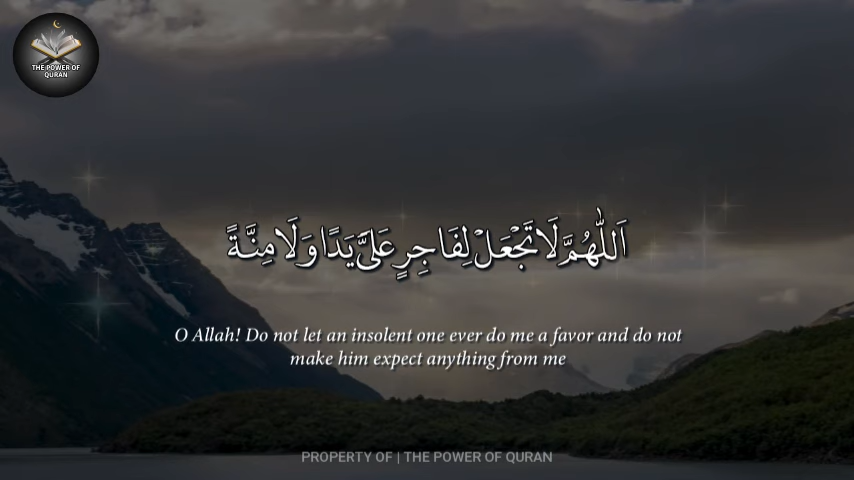 THE POWER OF
QURAN
اَللّٰهُمَّ لَا تَجْعَلْ لِفَاجِرٍ عَلَيَّ يَدًا وَلَا مِنَّةً
O Allah! Do not let an insolent one ever do me a favor and do not
make him expect anything from me
PROPERTY OF | THE POWER OF QURAN